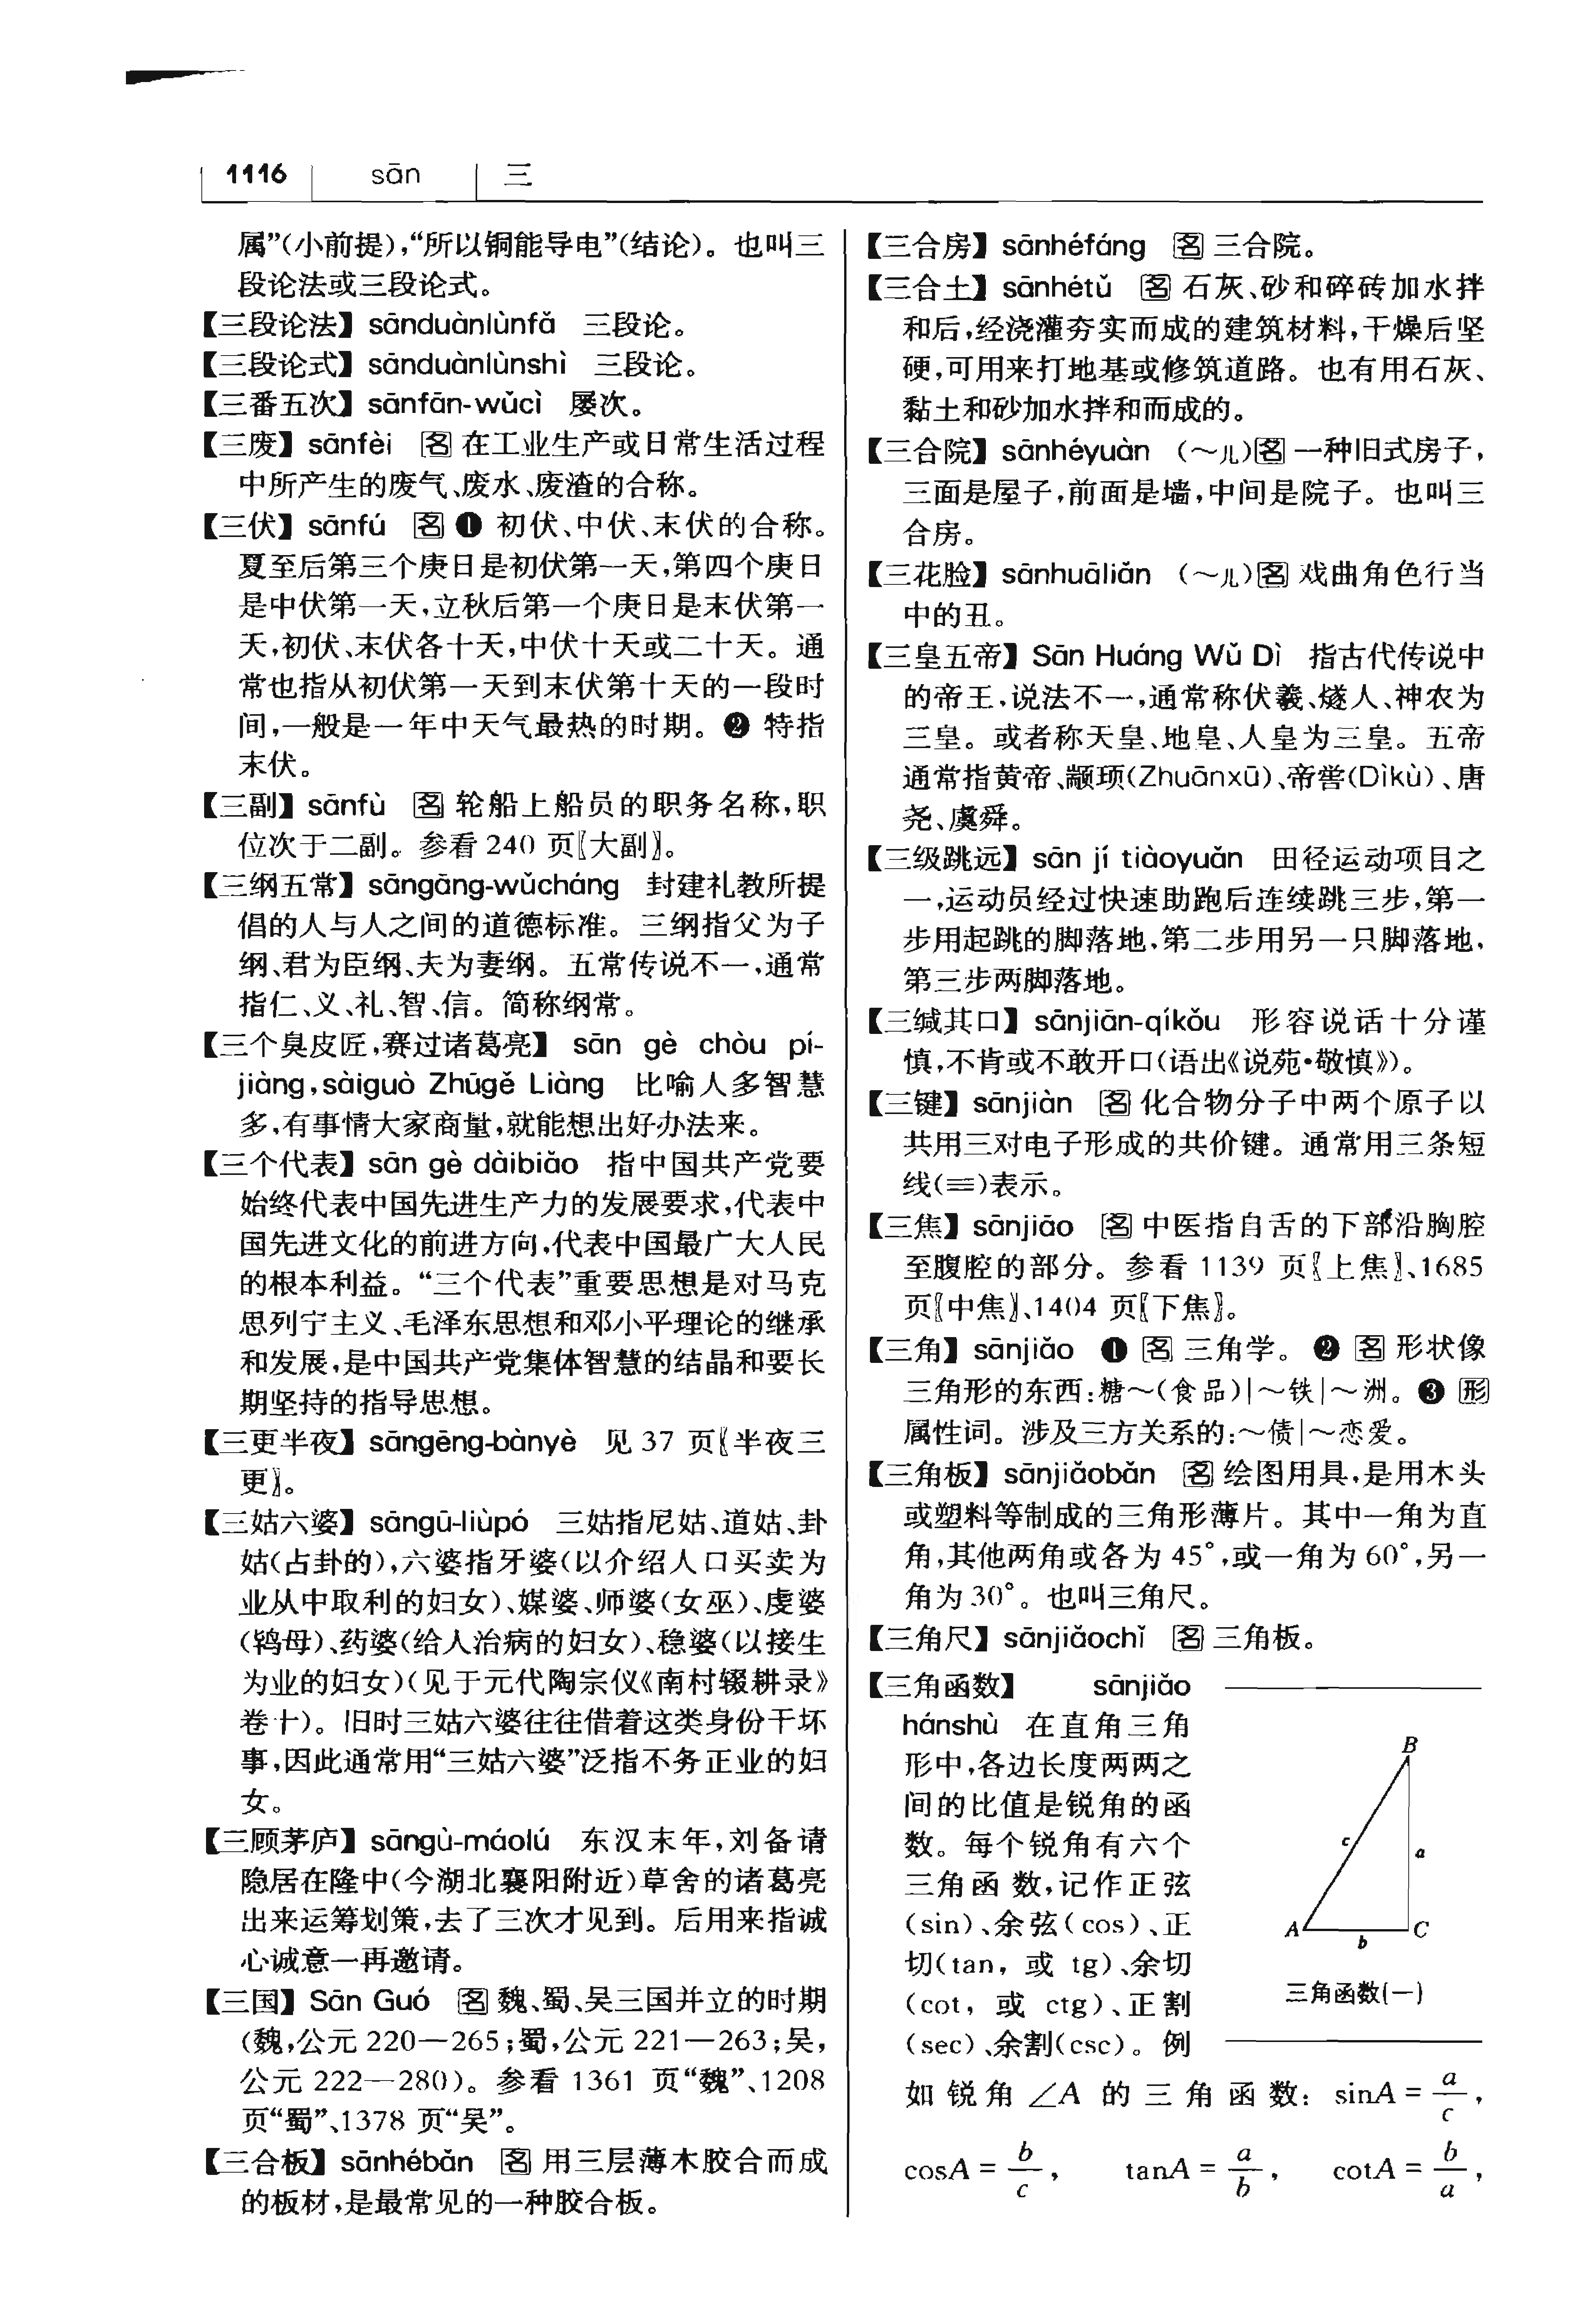 1116 sān 三
属”(小前提),“所以铜能导电”(结论)。也叫三
段论法或三段论式。
【三段论法】 sānduànlùnfǎ 三段论。
【三段论式】 sānduànlùnshì 三段论。
【三番五次】 sānfān-wǔcì 屡次。
【三废】 sānfèi 名 在工业生产或日常生活过程
中所产生的废气、废水、废渣的合称。
【三伏】 sānfú 名 ❶ 初伏、中伏、末伏的合称。
夏至后第三个庚日是初伏第一天,第四个庚日
是中伏第一天,立秋后第一个庚日是末伏第一
天,初伏、末伏各十天,中伏十天或二十天。通
常也指从初伏第一天到末伏第十天的一段时
间,一般是一年中天气最热的时期。❷ 特指
末伏。
【三副】 sānfù 名 轮船上船员的职务名称,职
位次于二副。参看 240 页〖大副〗。
【三纲五常】 sāngāng-wǔcháng 封建礼教所提
倡的人与人之间的道德标准。三纲指父为子
纲、君为臣纲、夫为妻纲。五常传说不一,通常
指仁、义、礼、智、信。简称纲常。
【三个臭皮匠,赛过诸葛亮】 sān gè chòu pí-
jiàng,sàiguò Zhūgě Liàng 比喻人多智慧
多,有事情大家商量,就能想出好办法来。
【三个代表】 sān gè dàibiǎo 指中国共产党要
始终代表中国先进生产力的发展要求,代表中
国先进文化的前进方向,代表中国最广大人民
的根本利益。“三个代表”重要思想是对马克
思列宁主义、毛泽东思想和邓小平理论的继承
和发展,是中国共产党集体智慧的结晶和要长
期坚持的指导思想。
【三更半夜】 sāngēng-bànyè 见 37 页〖半夜三
更〗。
【三姑六婆】 sāngū-liùpó 三姑指尼姑、道姑、卦
姑(占卦的),六婆指牙婆(以介绍人口买卖为
业从中取利的妇女)、媒婆、师婆(女巫)、虔婆
(鸨母)、药婆(给人治病的妇女)、稳婆(以接生
为业的妇女)(见于元代陶宗仪《南村辍耕录》
卷十)。旧时三姑六婆往往借着这类身份干坏
事,因此通常用“三姑六婆”泛指不务正业的妇
女。
【三顾茅庐】 sāngù-máolú 东汉末年,刘备请
隐居在隆中(今湖北襄阳附近)草舍的诸葛亮
出来运筹划策,去了三次才见到。后用来指诚
心诚意一再邀请。
【三国】 Sān Guó 名 魏、蜀、吴三国并立的时期
(魏,公元 220—265;蜀,公元 221—263;吴,
公元 222—280)。参看 1361 页“魏”、1208
页“蜀”、1378 页“吴”。
【三合板】 sānhébǎn 名 用三层薄木胶合而成
的板材,是最常见的一种胶合板。
【三合房】 sānhéfáng 名 三合院。
【三合土】 sānhétǔ 名 石灰、砂和碎砖加水拌
和后,经浇灌夯实而成的建筑材料,干燥后坚
硬,可用来打地基或修筑道路。也有用石灰、
黏土和砂加水拌和而成的。
【三合院】 sānhéyuàn (～儿)名 一种旧式房子,
三面是屋子,前面是墙,中间是院子。也叫三
合房。
【三花脸】 sānhuāliǎn (～儿)名 戏曲角色行当
中的丑。
【三皇五帝】 Sān Huáng Wǔ Dì 指古代传说中
的帝王,说法不一,通常称伏羲、燧人、神农为
三皇。或者称天皇、地皇、人皇为三皇。五帝
通常指黄帝、颛顼(Zhuānxū)、帝喾(Dìkù)、唐
尧、虞舜。
【三级跳远】 sān jí tiàoyuǎn 田径运动项目之
一,运动员经过快速助跑后连续跳三步,第一
步用起跳的脚落地,第二步用另一只脚落地,
第三步两脚落地。
【三缄其口】 sānjiān-qíkǒu 形容说话十分谨
慎,不肯或不敢开口(语出《说苑·敬慎》)。
【三键】 sānjiàn 名 化合物分子中两个原子以
共用三对电子形成的共价键。通常用三条短
线(≡)表示。
【三焦】 sānjiāo 名 中医指自舌的下部沿胸腔
至腹腔的部分。参看 1139 页〖上焦〗、1685
页〖中焦〗、1404 页〖下焦〗。
【三角】 sānjiǎo ❶ 名 三角学。❷ 名 形状像
三角形的东西:糖～(食品)|～铁|～洲。❸ 形
属性词。涉及三方关系的:～债|～恋爱。
【三角板】 sānjiǎobǎn 名 绘图用具,是用木头
或塑料等制成的三角形薄片。其中一角为直
角,其他两角或各为 45°,或一角为 60°,另一
角为 30°。也叫三角尺。
【三角尺】 sānjiǎochǐ 名 三角板。
【三角函数】 sānjiǎo
hánshù 在直角三角
形中,各边长度两两之
间的比值是锐角的函
数。每个锐角有六个
三角函数,记作正弦
(sin)、余弦(cos)、正
切(tan, 或 tg)、余切
(cot, 或 ctg)、正割
(sec)、余割(csc)。例
B
c
a
A
C
b
三角函数(一)
如锐角∠A 的三角函数: sinA = a/c,
cosA = b/c, tanA = a/b, cotA = b/a,